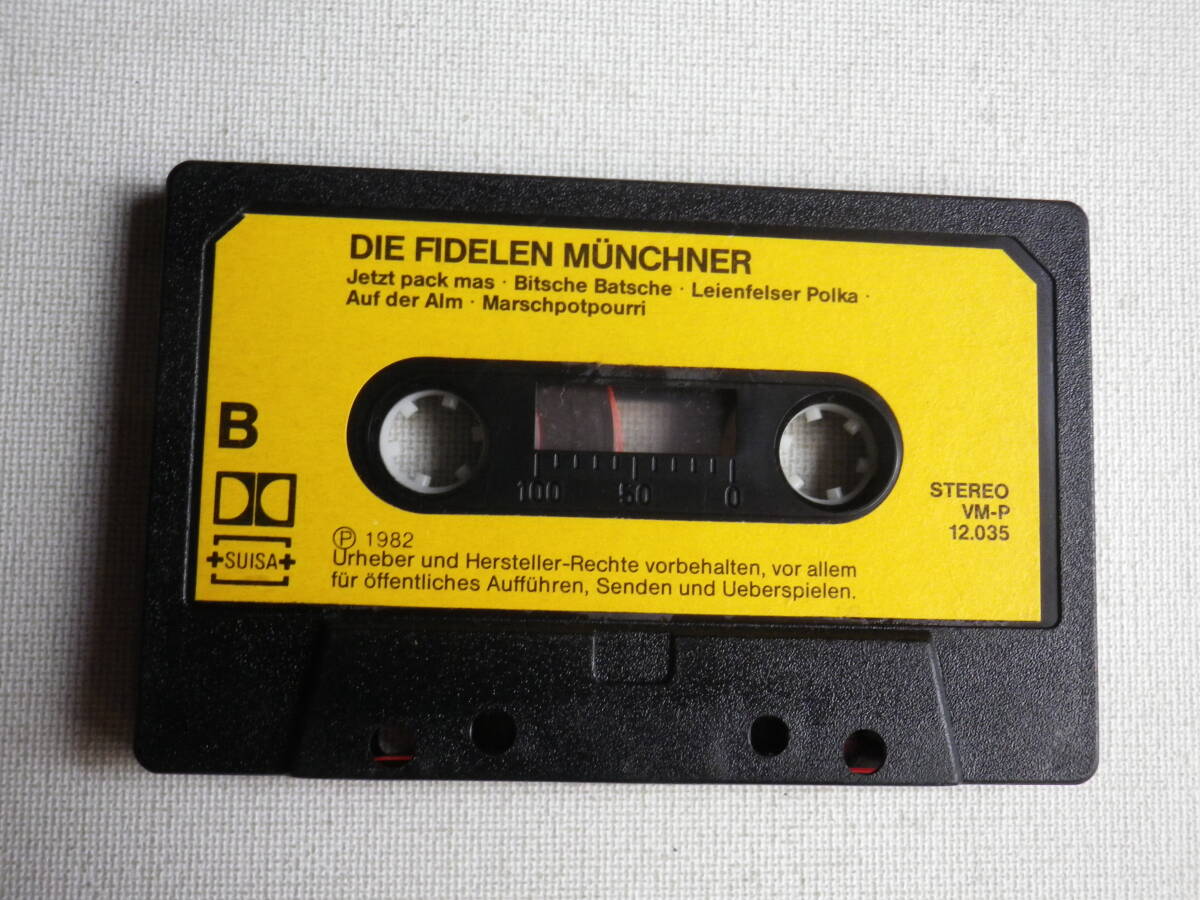 DIE FIDELEN MÜNCHNER
Jetzt pack mas · Bitsche Batsche · Leienfelser Polka ·
Auf der Alm · Marschpotpourri
B
100 50 0
STEREO
VM-P
12.035
+SUISA+
Ⓟ 1982
Urheber und Hersteller-Rechte vorbehalten, vor allem
für öffentliches Aufführen, Senden und Ueberspielen.